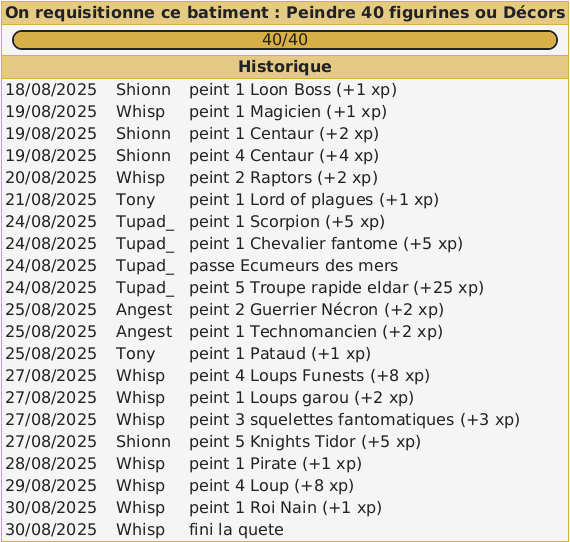 On requisitionne ce batiment : Peindre 40 figurines ou Décors
40/40
Historique
18/08/2025 Shionn peint 1 Loon Boss (+1 xp)
19/08/2025 Whisp peint 1 Magicien (+1 xp)
19/08/2025 Shionn peint 1 Centaur (+2 xp)
19/08/2025 Shionn peint 4 Centaur (+4 xp)
20/08/2025 Whisp peint 2 Raptors (+2 xp)
21/08/2025 Tony peint 1 Lord of plagues (+1 xp)
24/08/2025 Tupad_ peint 1 Scorpion (+5 xp)
24/08/2025 Tupad_ peint 1 Chevalier fantome (+5 xp)
24/08/2025 Tupad_ passe Ecumeurs des mers
24/08/2025 Tupad_ peint 5 Troupe rapide eldar (+25 xp)
25/08/2025 Angest peint 2 Guerrier Nécron (+2 xp)
25/08/2025 Angest peint 1 Technomancien (+2 xp)
25/08/2025 Tony peint 1 Pataud (+1 xp)
27/08/2025 Whisp peint 4 Loups Funests (+8 xp)
27/08/2025 Whisp peint 1 Loups garou (+2 xp)
27/08/2025 Whisp peint 3 squelettes fantomatiques (+3 xp)
27/08/2025 Shionn peint 5 Knights Tidor (+5 xp)
28/08/2025 Whisp peint 1 Pirate (+1 xp)
29/08/2025 Whisp peint 4 Loup (+8 xp)
30/08/2025 Whisp peint 1 Roi Nain (+1 xp)
30/08/2025 Whisp fini la quete